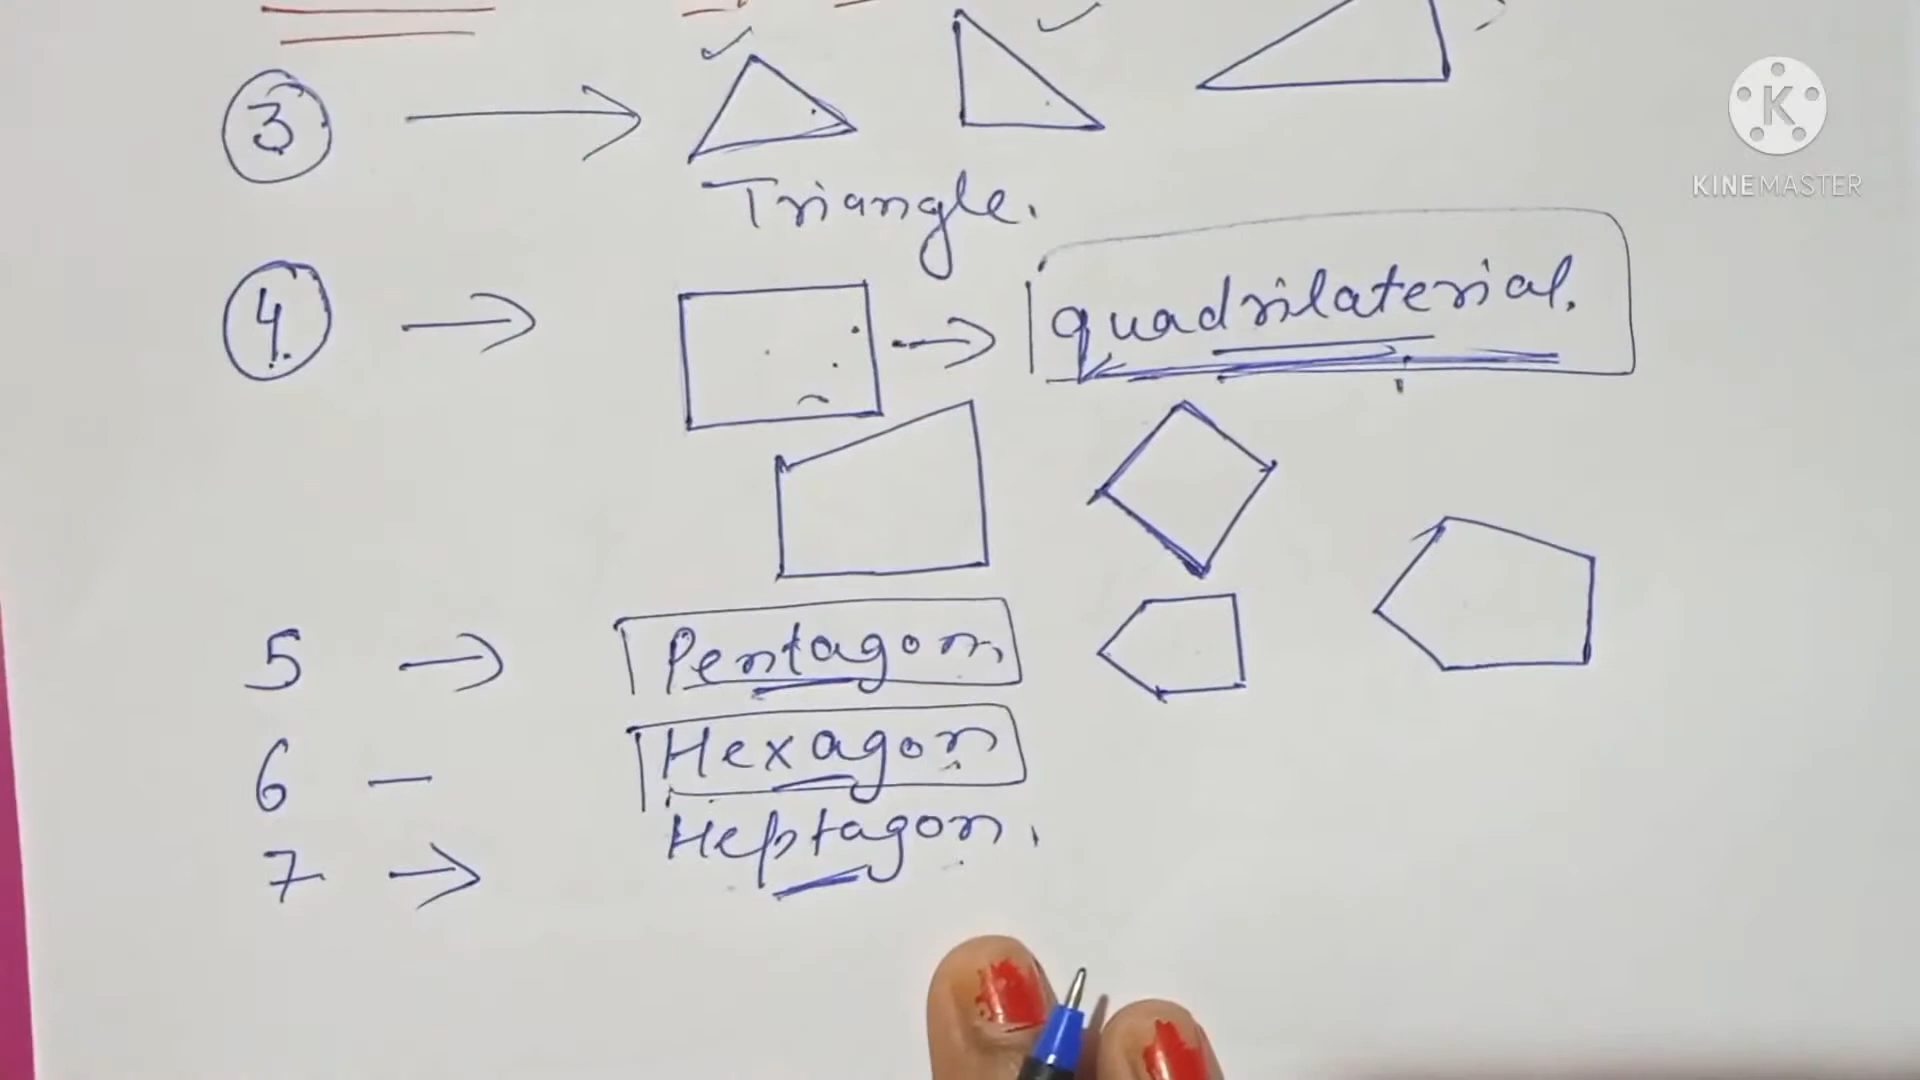 3
Triangle.
4.
quadrilaterial.
5 Pentagon
6 - Hexagon
7 Heptagon.
K
KINEMASTER